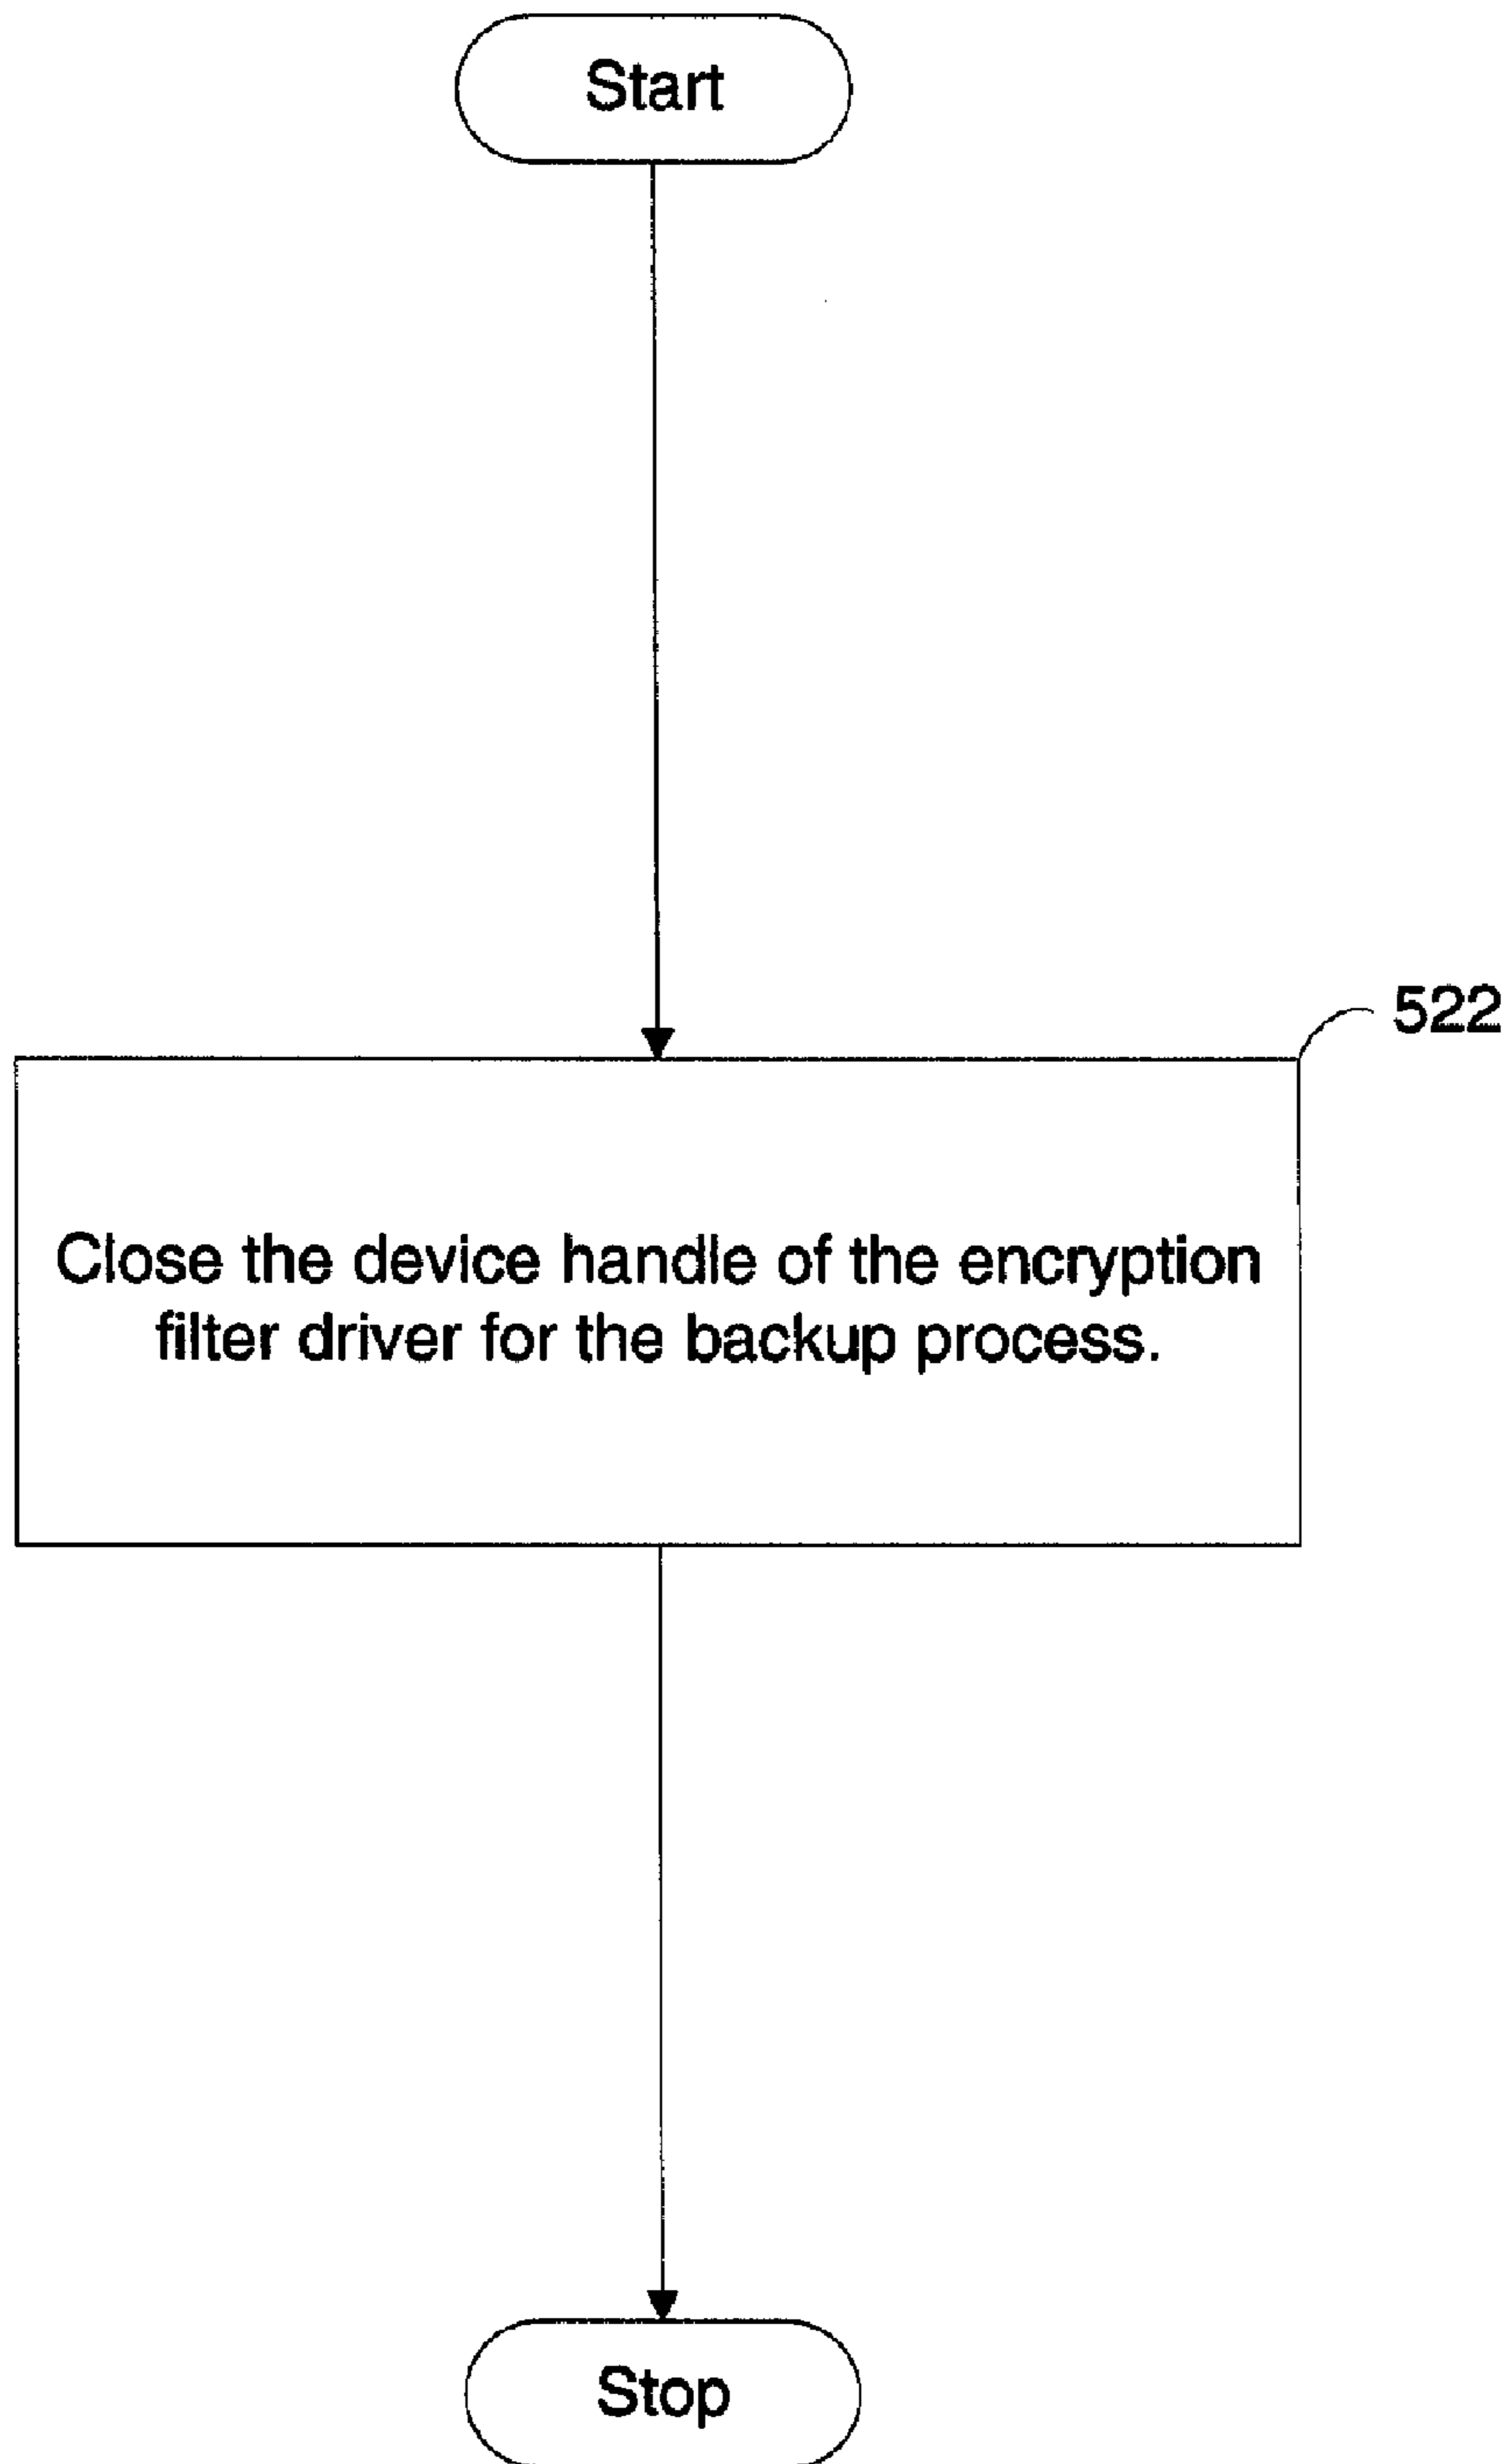 Start
522
Close the device handle of the encryption
filter driver for the backup process.
Stop